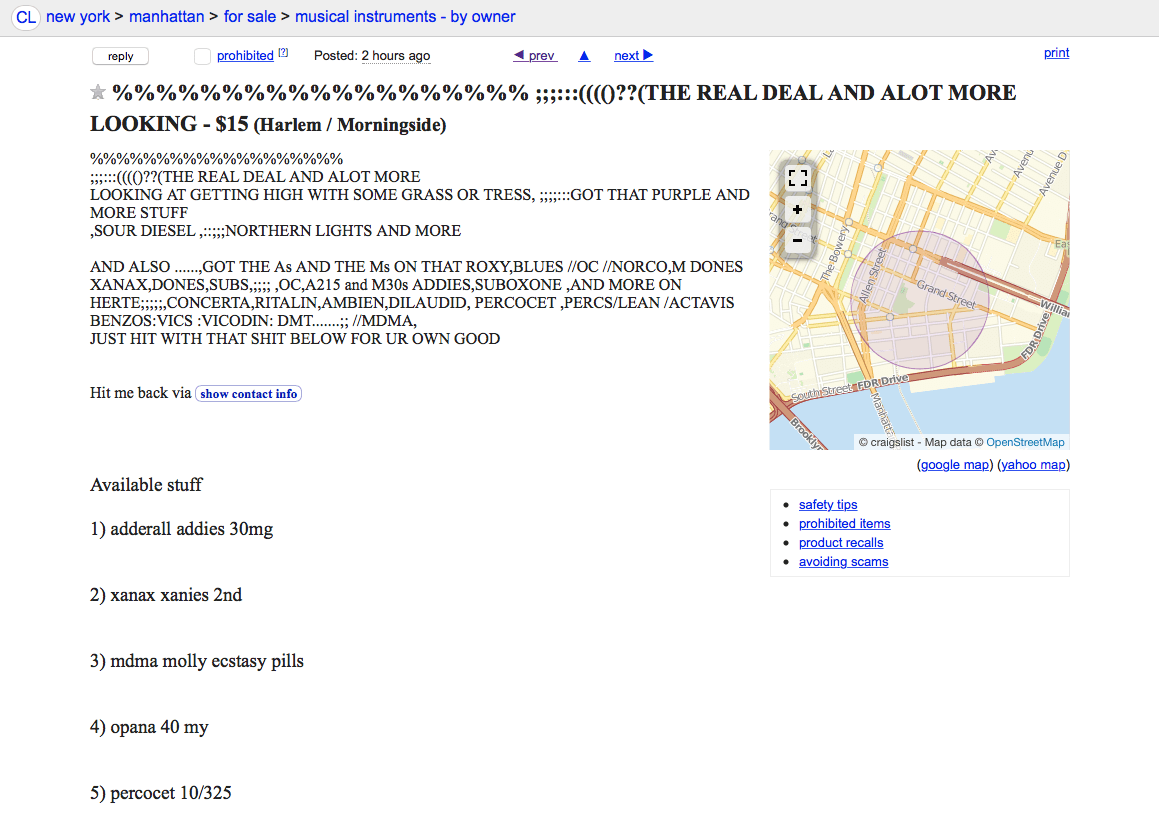 CL new york > manhattan > for sale > musical instruments - by owner
reply prohibited [?] Posted: 2 hours ago ◀ prev ▲ next ▶ print
★ %%%%%%%%%%%%%%%%%%% ;;;:::(((()??(THE REAL DEAL AND ALOT MORE
LOOKING - $15 (Harlem / Morningside)
%%%%%%%%%%%%%%%%%%%
;;;:::(((()??(THE REAL DEAL AND ALOT MORE
LOOKING AT GETTING HIGH WITH SOME GRASS OR TRESS, ;;;;:::GOT THAT PURPLE AND
MORE STUFF
,SOUR DIESEL ,::;;;NORTHERN LIGHTS AND MORE
AND ALSO ......,GOT THE As AND THE Ms ON THAT ROXY,BLUES //OC //NORCO,M DONES
XANAX,DONES,SUBS,;;;; ,OC,A215 and M30s ADDIES,SUBOXONE ,AND MORE ON
HERTE;;;;;,CONCERTA,RITALIN,AMBIEN,DILAUDID, PERCOCET ,PERCS/LEAN /ACTAVIS
BENZOS:VICS :VICODIN: DMT.......;; //MDMA,
JUST HIT WITH THAT SHIT BELOW FOR UR OWN GOOD
Hit me back via show contact info
Available stuff
1) adderall addies 30mg
2) xanax xanies 2nd
3) mdma molly ecstasy pills
4) opana 40 my
5) percocet 10/325
+
−
Avenue D
The Bowery
Allen Street
Grand Street
FDR Drive
South Street
FDR Drive
© craigslist - Map data © OpenStreetMap
(google map) (yahoo map)
safety tips
prohibited items
product recalls
avoiding scams